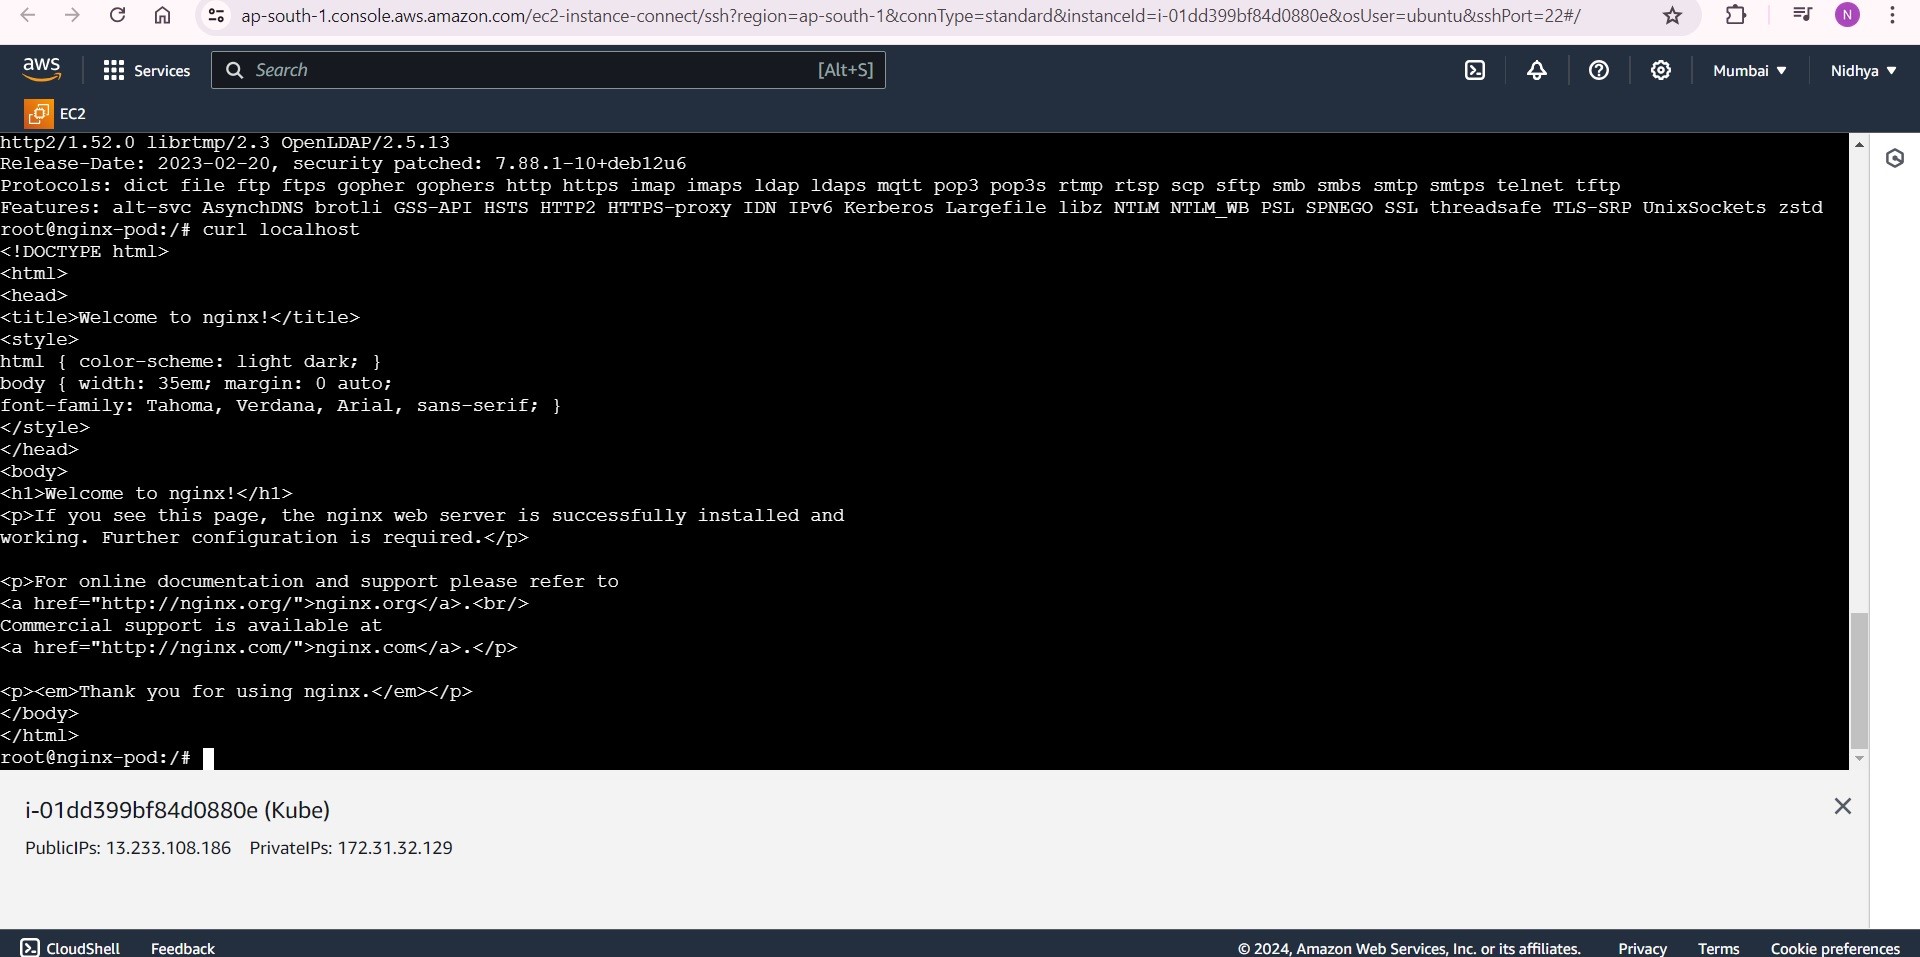 ap-south-1.console.aws.amazon.com/ec2-instance-connect/ssh?region=ap-south-1&connType=standard&instanceId=i-01dd399bf84d0880e&osUser=ubuntu&sshPort=22#/
N
aws
Services
Search
[Alt+S]
Mumbai
Nidhya
EC2
http2/1.52.0 librtmp/2.3 OpenLDAP/2.5.13
Release-Date: 2023-02-20, security patched: 7.88.1-10+deb12u6
Protocols: dict file ftp ftps gopher gophers http https imap imaps ldap ldaps mqtt pop3 pop3s rtmp rtsp scp sftp smb smbs smtp smtps telnet tftp
Features: alt-svc AsynchDNS brotli GSS-API HSTS HTTP2 HTTPS-proxy IDN IPv6 Kerberos Largefile libz NTLM NTLM_WB PSL SPNEGO SSL threadsafe TLS-SRP UnixSockets zstd
root@nginx-pod:/# curl localhost
<!DOCTYPE html>
<html>
<head>
<title>Welcome to nginx!</title>
<style>
html { color-scheme: light dark; }
body { width: 35em; margin: 0 auto;
font-family: Tahoma, Verdana, Arial, sans-serif; }
</style>
</head>
<body>
<h1>Welcome to nginx!</h1>
<p>If you see this page, the nginx web server is successfully installed and
working. Further configuration is required.</p>
<p>For online documentation and support please refer to
<a href="http://nginx.org/">nginx.org</a>.<br/>
Commercial support is available at
<a href="http://nginx.com/">nginx.com</a>.</p>
<p><em>Thank you for using nginx.</em></p>
</body>
</html>
root@nginx-pod:/#
i-01dd399bf84d0880e (Kube)
PublicIPs: 13.233.108.186 PrivateIPs: 172.31.32.129
CloudShell
Feedback
© 2024, Amazon Web Services, Inc. or its affiliates.
Privacy
Terms
Cookie preferences